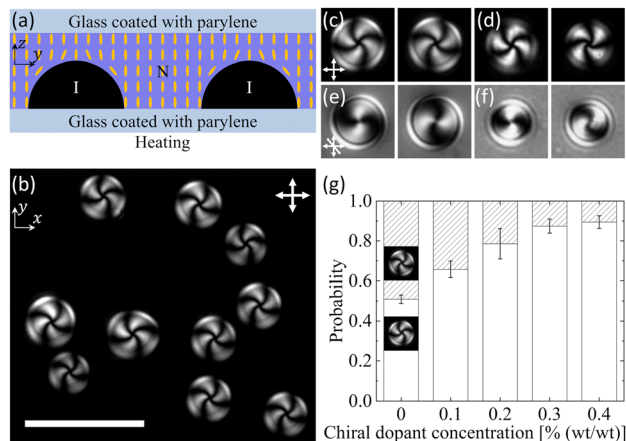 (a)
Glass coated with parylene
z
y
N
I
I
Glass coated with parylene
Heating
(b)
y
x
(c)
(d)
(e)
(f)
(g)
1.0
0.8
0.6
0.4
0.2
0.0
Probability
0
0.1
0.2
0.3
0.4
Chiral dopant concentration [% (wt/wt)]